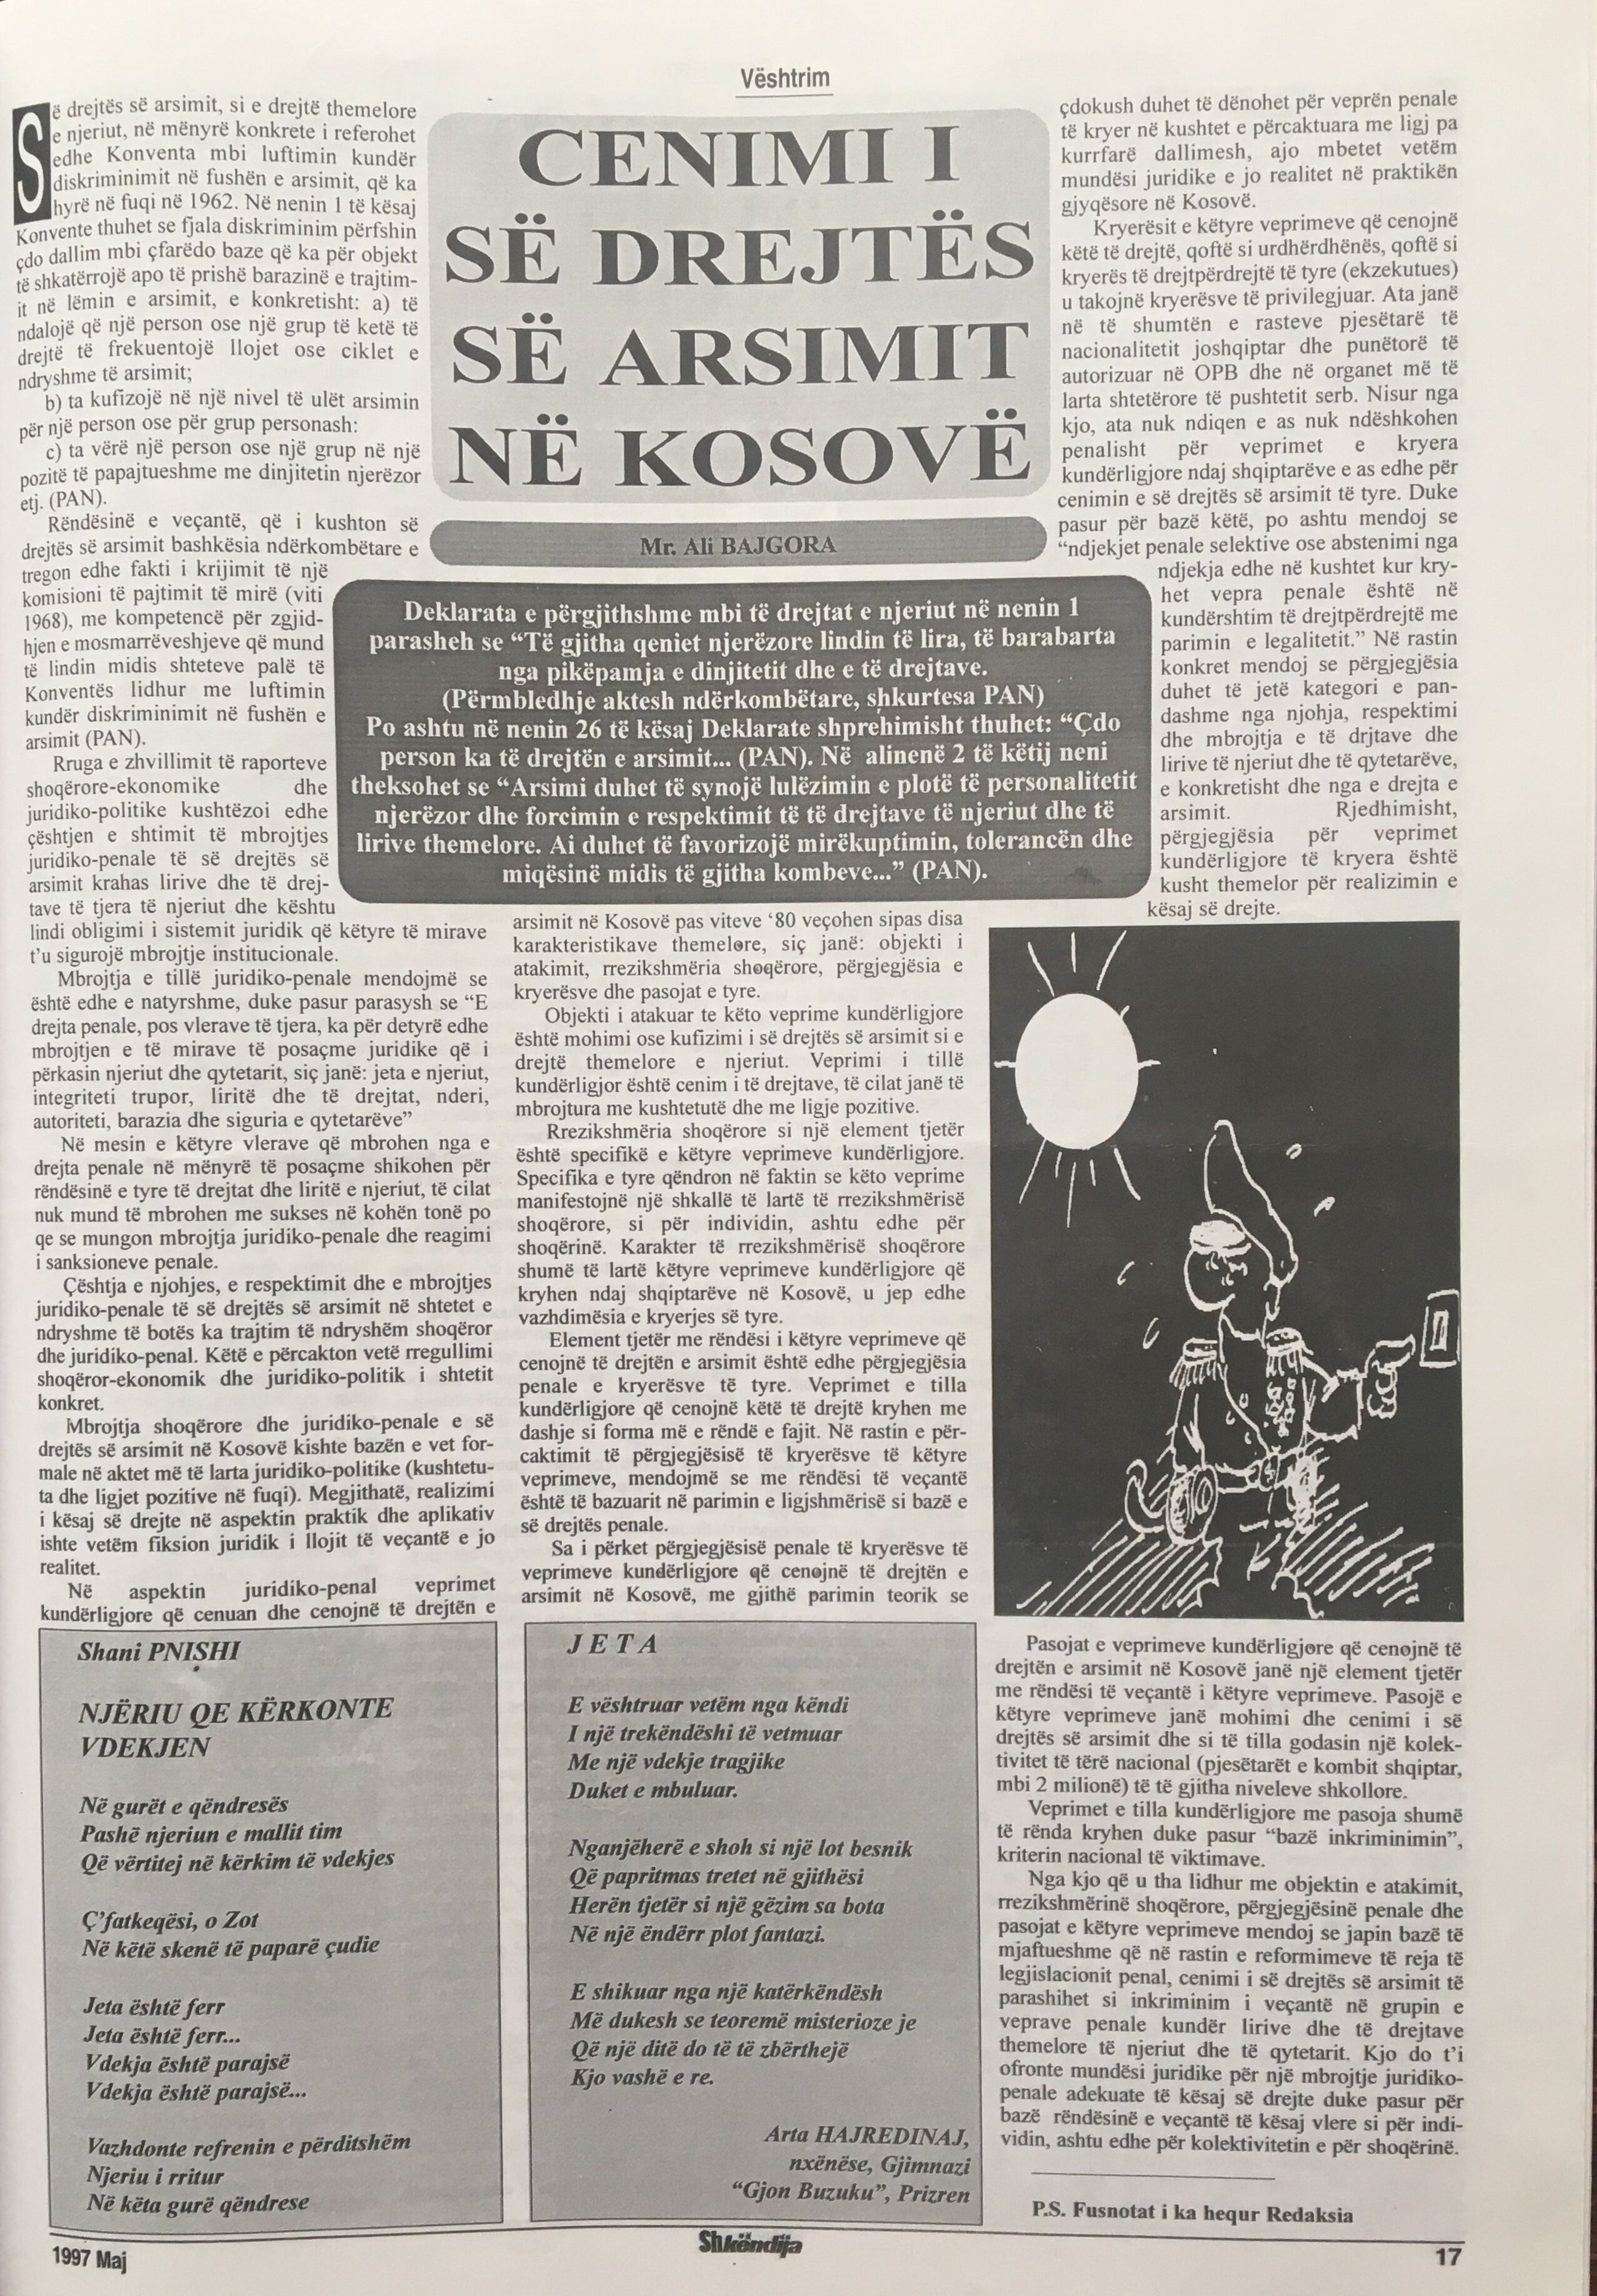 Vështrim
CENIMI I
SË DREJTËS
SË ARSIMIT
NË KOSOVË
Mr. Ali BAJGORA
Deklarata e përgjithshme mbi të drejtat e njeriut në nenin 1
parasheh se “Të gjitha qeniet njerëzore lindin të lira, të barabarta
nga pikëpamja e dinjitetit dhe e të drejtave.
(Përmbledhje aktesh ndërkombëtare, shkurtesa PAN)
Po ashtu në nenin 26 të kësaj Deklarate shprehimisht thuhet: “Çdo
person ka të drejtën e arsimit... (PAN). Në alinenë 2 të këtij neni
theksohet se “Arsimi duhet të synojë lulëzimin e plotë të personalitetit
njerëzor dhe forcimin e respektimit të të drejtave të njeriut dhe të
lirive themelore. Ai duhet të favorizojë mirëkuptimin, tolerancën dhe
miqësinë midis të gjitha kombeve...” (PAN).
Së drejtës së arsimit, si e drejtë themelore
e njeriut, në mënyrë konkrete i referohet
edhe Konventa mbi luftimin kundër
diskriminimit në fushën e arsimit, që ka
hyrë në fuqi në 1962. Në nenin 1 të kësaj
Konvente thuhet se fjala diskriminim përfshin
çdo dallim mbi çfarëdo baze që ka për objekt
të shkatërrojë apo të prishë barazinë e trajtim-
it në lëmin e arsimit, e konkretisht: a) të
ndalojë që një person ose një grup të ketë të
drejtë të frekuentojë llojet ose ciklet e
ndryshme të arsimit;
b) ta kufizojë në një nivel të ulët arsimin
për një person ose për grup personash:
c) ta vërë një person ose një grup në një
pozitë të papajtueshme me dinjitetin njerëzor
etj. (PAN).
Rëndësinë e veçantë, që i kushton së
drejtës së arsimit bashkësia ndërkombëtare e
tregon edhe fakti i krijimit të një
komisioni të pajtimit të mirë (viti
1968), me kompetencë për zgjid-
hjen e mosmarrëveshjeve që mund
të lindin midis shteteve palë të
Konventës lidhur me luftimin
kundër diskriminimit në fushën e
arsimit (PAN).
Rruga e zhvillimit të raporteve
shoqërore-ekonomike dhe
juridiko-politike kushtëzoi edhe
çështjen e shtimit të mbrojtjes
juridiko-penale të së drejtës së
arsimit krahas lirive dhe të drej-
tave të tjera të njeriut dhe kështu
lindi obligimi i sistemit juridik që këtyre të mirave
t’u sigurojë mbrojtje institucionale.
Mbrojtja e tillë juridiko-penale mendojmë se
është edhe e natyrshme, duke pasur parasysh se “E
drejta penale, pos vlerave të tjera, ka për detyrë edhe
mbrojtjen e të mirave të posaçme juridike që i
përkasin njeriut dhe qytetarit, siç janë: jeta e njeriut,
integriteti trupor, liritë dhe të drejtat, nderi,
autoriteti, barazia dhe siguria e qytetarëve”
Në mesin e këtyre vlerave që mbrohen nga e
drejta penale në mënyrë të posaçme shikohen për
rëndësinë e tyre të drejtat dhe liritë e njeriut, të cilat
nuk mund të mbrohen me sukses në kohën tonë po
qe se mungon mbrojtja juridiko-penale dhe reagimi
i sanksioneve penale.
Çështja e njohjes, e respektimit dhe e mbrojtjes
juridiko-penale të së drejtës së arsimit në shtetet e
ndryshme të botës ka trajtim të ndryshëm shoqëror
dhe juridiko-penal. Këtë e përcakton vetë rregullimi
shoqëror-ekonomik dhe juridiko-politik i shtetit
konkret.
Mbrojtja shoqërore dhe juridiko-penale e së
drejtës së arsimit në Kosovë kishte bazën e vet for-
male në aktet më të larta juridiko-politike (kushtetu-
ta dhe ligjet pozitive në fuqi). Megjithatë, realizimi
i kësaj së drejte në aspektin praktik dhe aplikativ
ishte vetëm fiksion juridik i llojit të veçantë e jo
realitet.
Në aspektin juridiko-penal veprimet
kundërligjore që cenuan dhe cenojnë të drejtën e
arsimit në Kosovë pas viteve ‘80 veçohen sipas disa
karakteristikave themelore, siç janë: objekti i
atakimit, rrezikshmëria shoqërore, përgjegjësia e
kryerësve dhe pasojat e tyre.
Objekti i atakuar te këto veprime kundërligjore
është mohimi ose kufizimi i së drejtës së arsimit si e
drejtë themelore e njeriut. Veprimi i tillë
kundërligjor është cenim i të drejtave, të cilat janë të
mbrojtura me kushtetutë dhe me ligje pozitive.
Rrezikshmëria shoqërore si një element tjetër
është specifikë e këtyre veprimeve kundërligjore.
Specifika e tyre qëndron në faktin se këto veprime
manifestojnë një shkallë të lartë të rrezikshmërisë
shoqërore, si për individin, ashtu edhe për
shoqërinë. Karakter të rrezikshmërisë shoqërore
shumë të lartë këtyre veprimeve kundërligjore që
kryhen ndaj shqiptarëve në Kosovë, u jep edhe
vazhdimësia e kryerjes së tyre.
Element tjetër me rëndësi i këtyre veprimeve që
cenojnë të drejtën e arsimit është edhe përgjegjësia
penale e kryerësve të tyre. Veprimet e tilla
kundërligjore që cenojnë këtë të drejtë kryhen me
dashje si forma më e rëndë e fajit. Në rastin e për-
caktimit të përgjegjësisë të kryerësve të këtyre
veprimeve, mendojmë se me rëndësi të veçantë
është të bazuarit në parimin e ligjshmërisë si bazë e
së drejtës penale.
Sa i përket përgjegjësisë penale të kryerësve të
veprimeve kundërligjore që cenojnë të drejtën e
arsimit në Kosovë, me gjithë parimin teorik se
çdokush duhet të dënohet për veprën penale
të kryer në kushtet e përcaktuara me ligj pa
kurrfarë dallimesh, ajo mbetet vetëm
mundësi juridike e jo realitet në praktikën
gjyqësore në Kosovë.
Kryerësit e këtyre veprimeve që cenojnë
këtë të drejtë, qoftë si urdhërdhënës, qoftë si
kryerës të drejtpërdrejtë të tyre (ekzekutues)
u takojnë kryerësve të privilegjuar. Ata janë
në të shumtën e rasteve pjesëtarë të
nacionalitetit joshqiptar dhe punëtorë të
autorizuar në OPB dhe në organet më të
larta shtetërore të pushtetit serb. Nisur nga
kjo, ata nuk ndiqen e as nuk ndëshkohen
penalisht për veprimet e kryera
kundërligjore ndaj shqiptarëve e as edhe për
cenimin e së drejtës së arsimit të tyre. Duke
pasur për bazë këtë, po ashtu mendoj se
“ndjekjet penale selektive ose abstenimi nga
ndjekja edhe në kushtet kur kry-
het vepra penale është në
kundërshtim të drejtpërdrejtë me
parimin e legalitetit.” Në rastin
konkret mendoj se përgjegjësia
duhet të jetë kategori e pan-
dashme nga njohja, respektimi
dhe mbrojtja e të drjtave dhe
lirive të njeriut dhe të qytetarëve,
e konkretisht dhe nga e drejta e
arsimit. Rjedhimisht,
përgjegjësia për veprimet
kundërligjore të kryera është
kusht themelor për realizimin e
kësaj së drejte.
Pasojat e veprimeve kundërligjore që cenojnë të
drejtën e arsimit në Kosovë janë një element tjetër
me rëndësi të veçantë i këtyre veprimeve. Pasojë e
këtyre veprimeve janë mohimi dhe cenimi i së
drejtës së arsimit dhe si të tilla godasin një kolek-
tivitet të tërë nacional (pjesëtarët e kombit shqiptar,
mbi 2 milionë) të të gjitha niveleve shkollore.
Veprimet e tilla kundërligjore me pasoja shumë
të rënda kryhen duke pasur “bazë inkriminimin”,
kriterin nacional të viktimave.
Nga kjo që u tha lidhur me objektin e atakimit,
rrezikshmërinë shoqërore, përgjegjësinë penale dhe
pasojat e këtyre veprimeve mendoj se japin bazë të
mjaftueshme që në rastin e reformimeve të reja të
legjislacionit penal, cenimi i së drejtës së arsimit të
parashihet si inkriminim i veçantë në grupin e
veprave penale kundër lirive dhe të drejtave
themelore të njeriut dhe të qytetarit. Kjo do t’i
ofronte mundësi juridike për një mbrojtje juridiko-
penale adekuate të kësaj së drejte duke pasur për
bazë rëndësinë e veçantë të kësaj vlere si për indi-
vidin, ashtu edhe për kolektivitetin e për shoqërinë.
P.S. Fusnotat i ka hequr Redaksia
Shani PNISHI
NJËRIU QE KËRKONTE
VDEKJEN
Në gurët e qëndresës
Pashë njeriun e mallit tim
Që vërtitej në kërkim të vdekjes
Ç’fatkeqësi, o Zot
Në këtë skenë të paparë çudie
Jeta është ferr
Jeta është ferr...
Vdekja është parajsë
Vdekja është parajsë...
Vazhdonte refrenin e përditshëm
Njeriu i rritur
Në këta gurë qëndrese
JETA
E vështruar vetëm nga këndi
I një trekëndëshi të vetmuar
Me një vdekje tragjike
Duket e mbuluar.
Nganjëherë e shoh si një lot besnik
Që papritmas tretet në gjithësi
Herën tjetër si një gëzim sa bota
Në një ëndërr plot fantazi.
E shikuar nga një katërkëndësh
Më dukesh se teoremë misterioze je
Që një ditë do të të zbërthejë
Kjo vashë e re.
Arta HAJREDINAJ,
nxënëse, Gjimnazi
“Gjon Buzuku”, Prizren
1997 Maj
Shkëndija
17